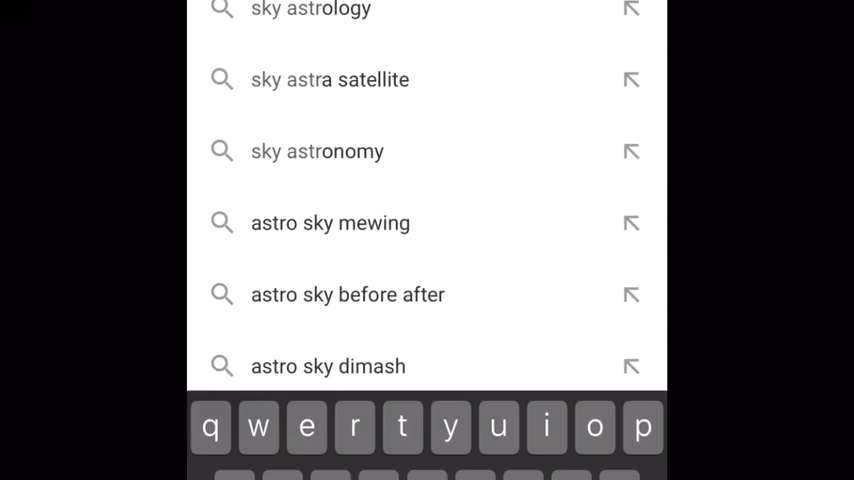 sky astrology
sky astra satellite
sky astronomy
astro sky mewing
astro sky before after
astro sky dimash
q w e r t y u i o p